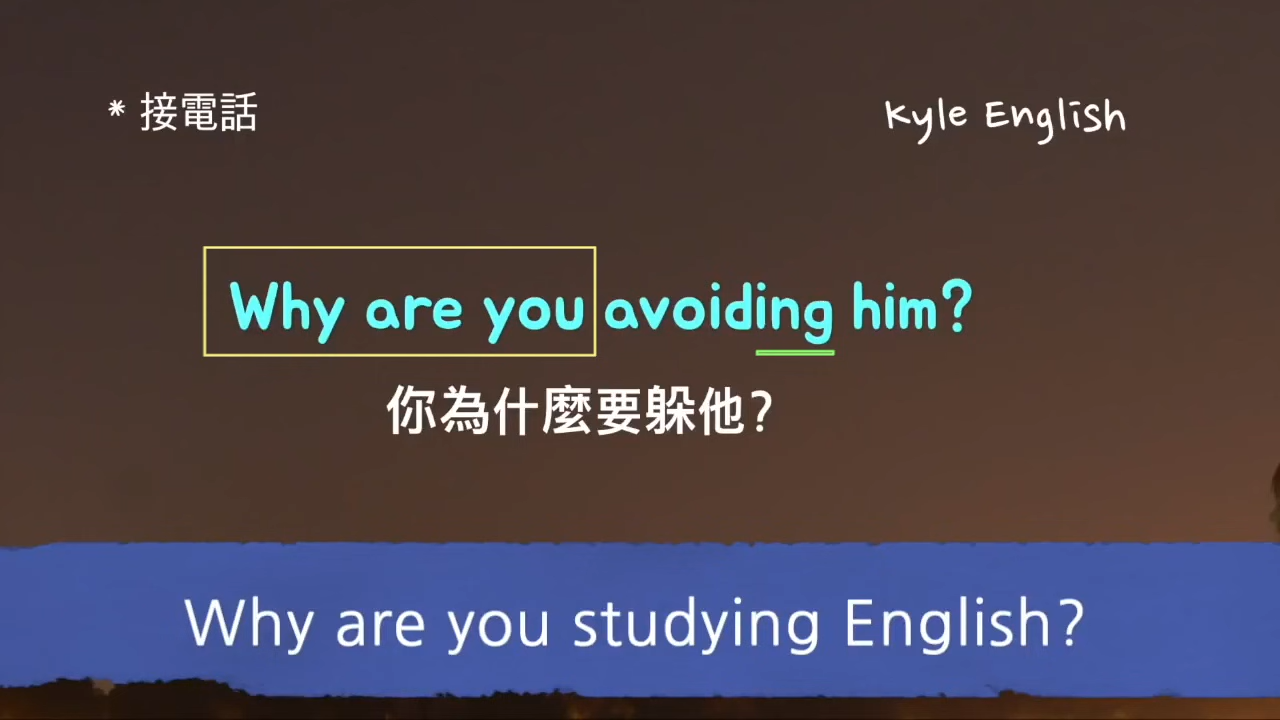 * 接電話
Kyle English
Why are you avoiding him?
你為什麼要躲他?
Why are you studying English?